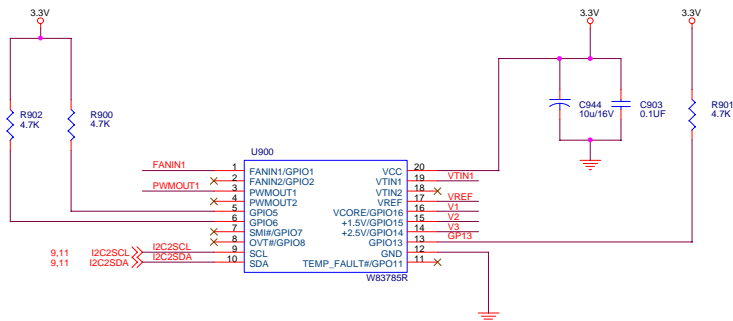 3.3V
3.3V
3.3V
R902
4.7K
R900
4.7K
C944
10u/16V
C903
0.1UF
R901
4.7K
U900
FANIN1
1 FANIN1/GPIO1 VCC 20
2 FANIN2/GPIO2 VTIN1 19 VTIN1
PWMOUT1
3 PWMOUT1 VTIN2 18
4 PWMOUT2 VREF 17 VREF
5 GPIO5 VCORE/GPIO16 16 V1
6 GPIO6 +1.5V/GPIO14 15 V2
7 SMI#/GPIO7 +2.5V/GPIO14 14 V3
8 OVT#/GPIO8 GPIO13 13 GP13
9,11 I2C2SCL I2C2SCL 9 SCL GND 12
9,11 I2C2SDA I2C2SDA 10 SDA TEMP_FAULT#/GPO11 11
W83785R